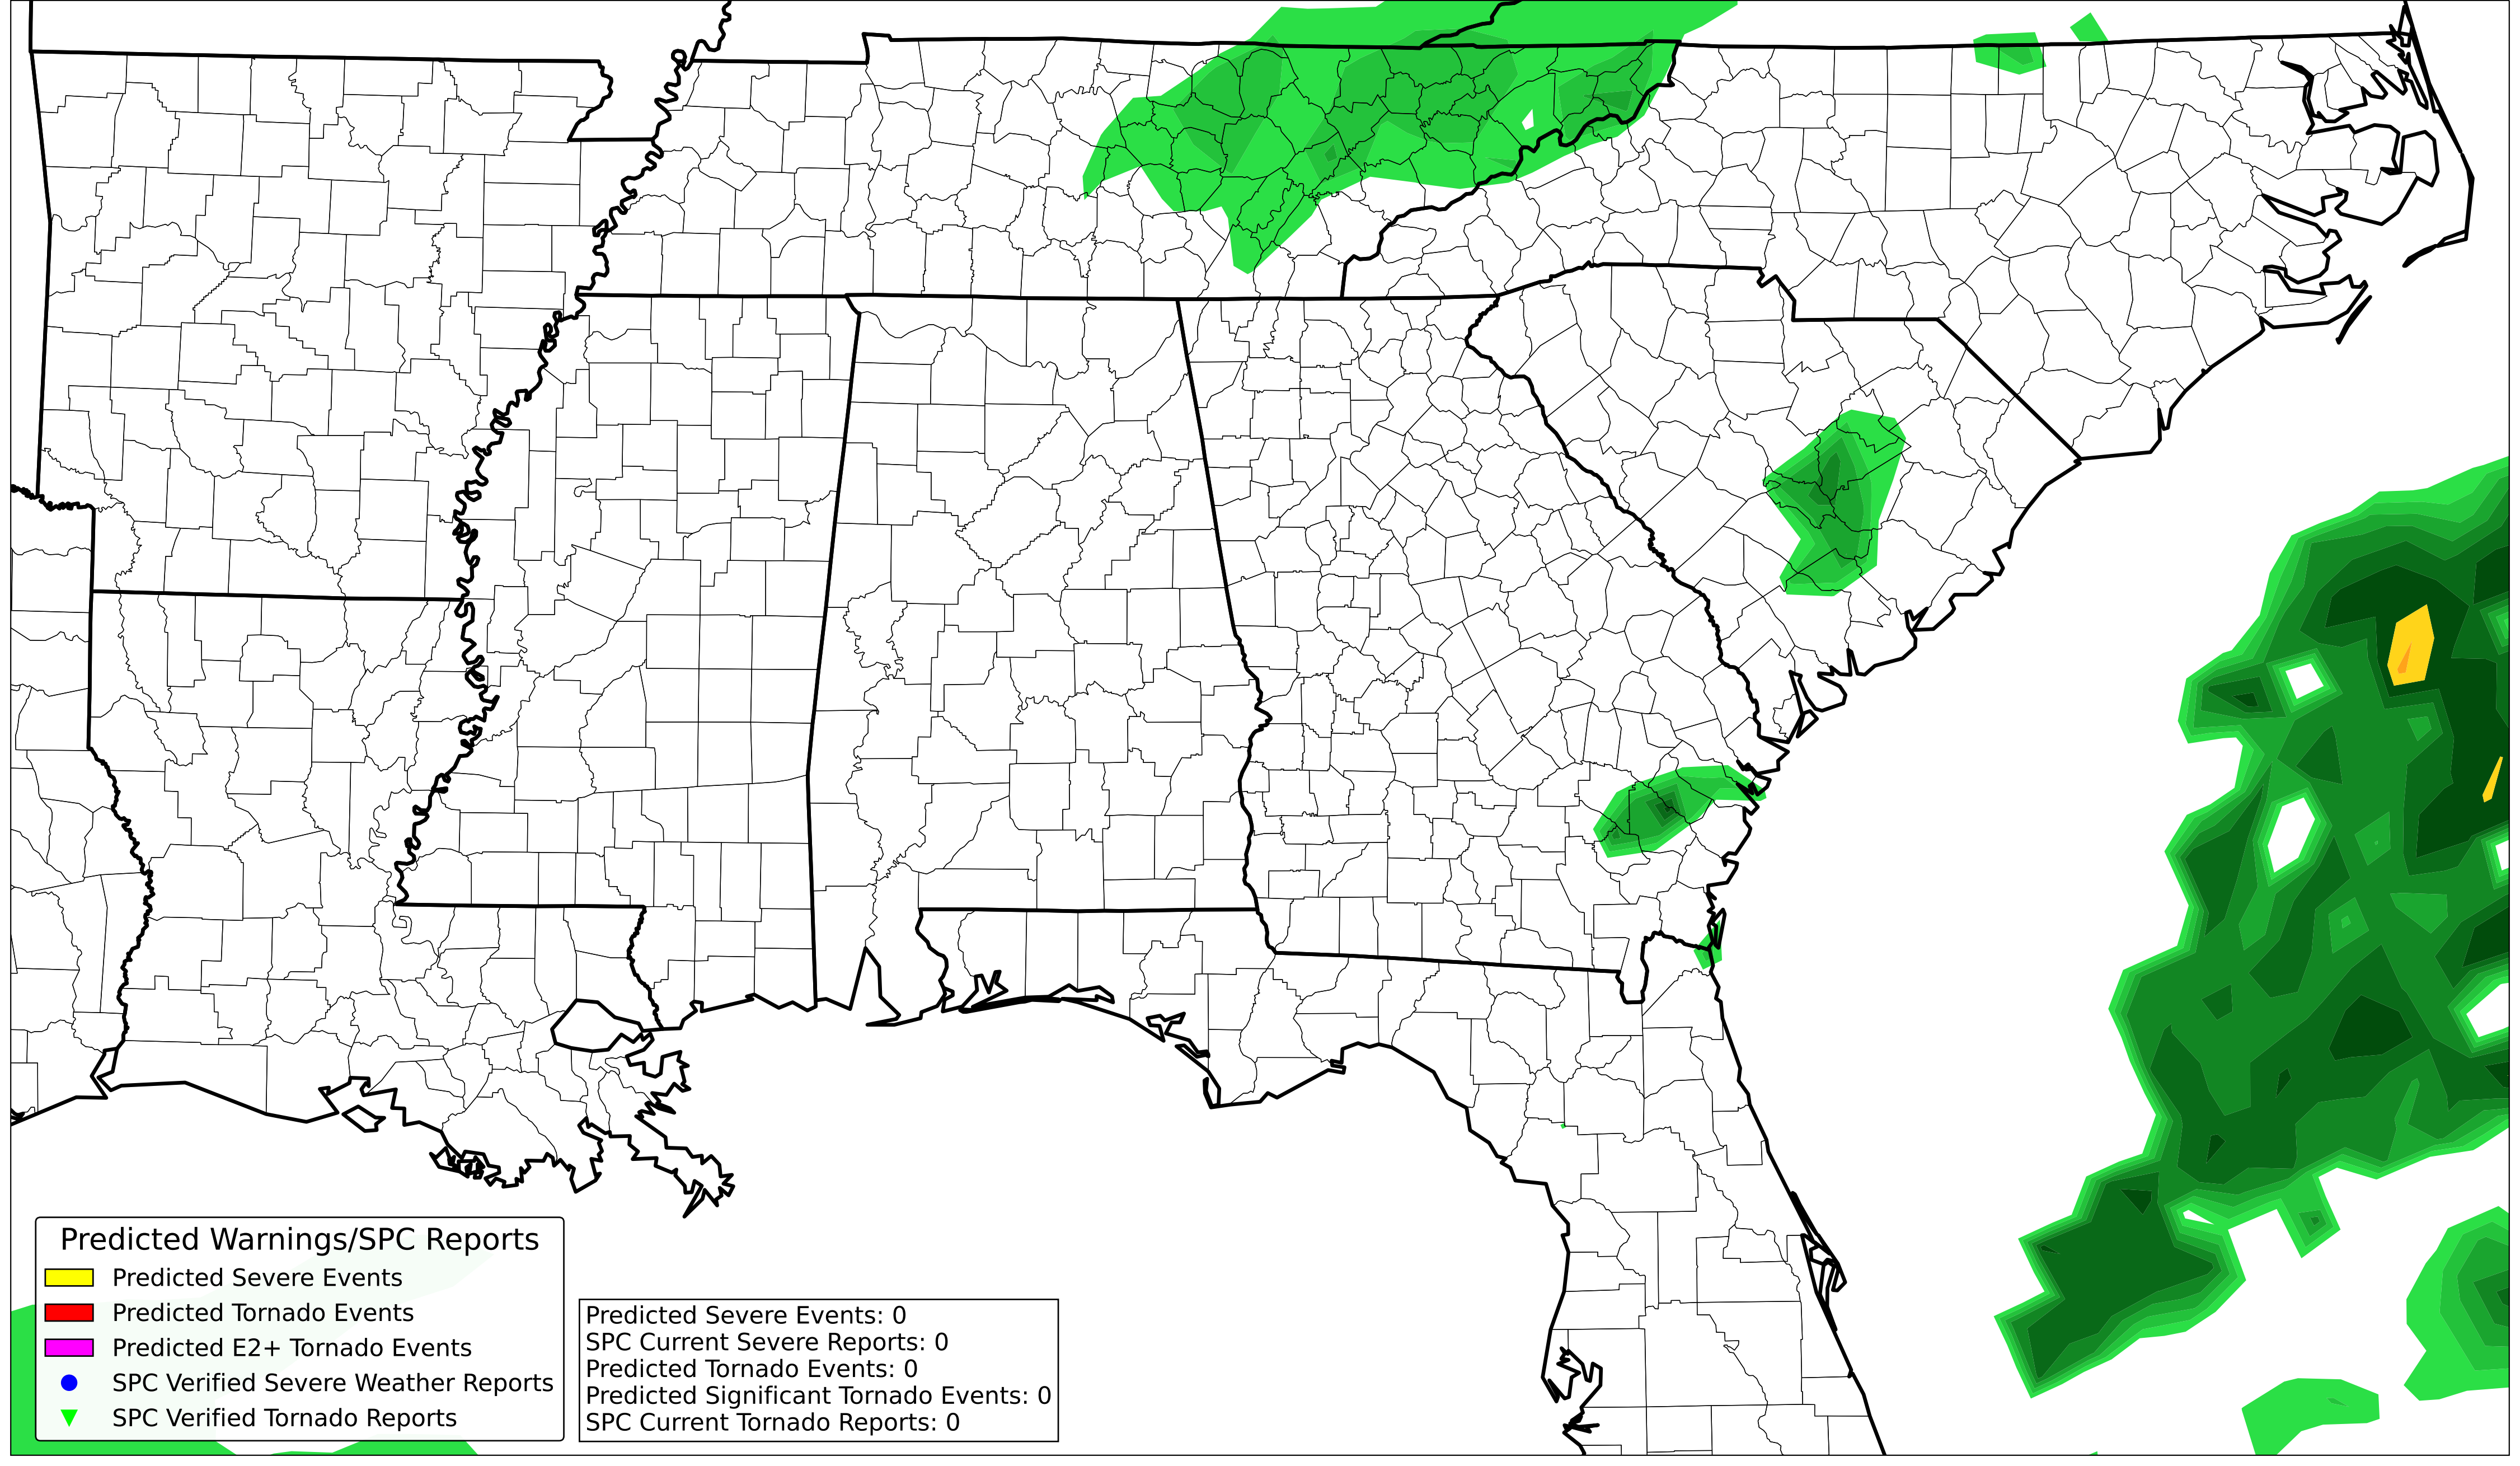 Predicted Warnings/SPC Reports
Predicted Severe Events
Predicted Tornado Events
Predicted E2+ Tornado Events
SPC Verified Severe Weather Reports
SPC Verified Tornado Reports
Predicted Severe Events: 0
SPC Current Severe Reports: 0
Predicted Tornado Events: 0
Predicted Significant Tornado Events: 0
SPC Current Tornado Reports: 0